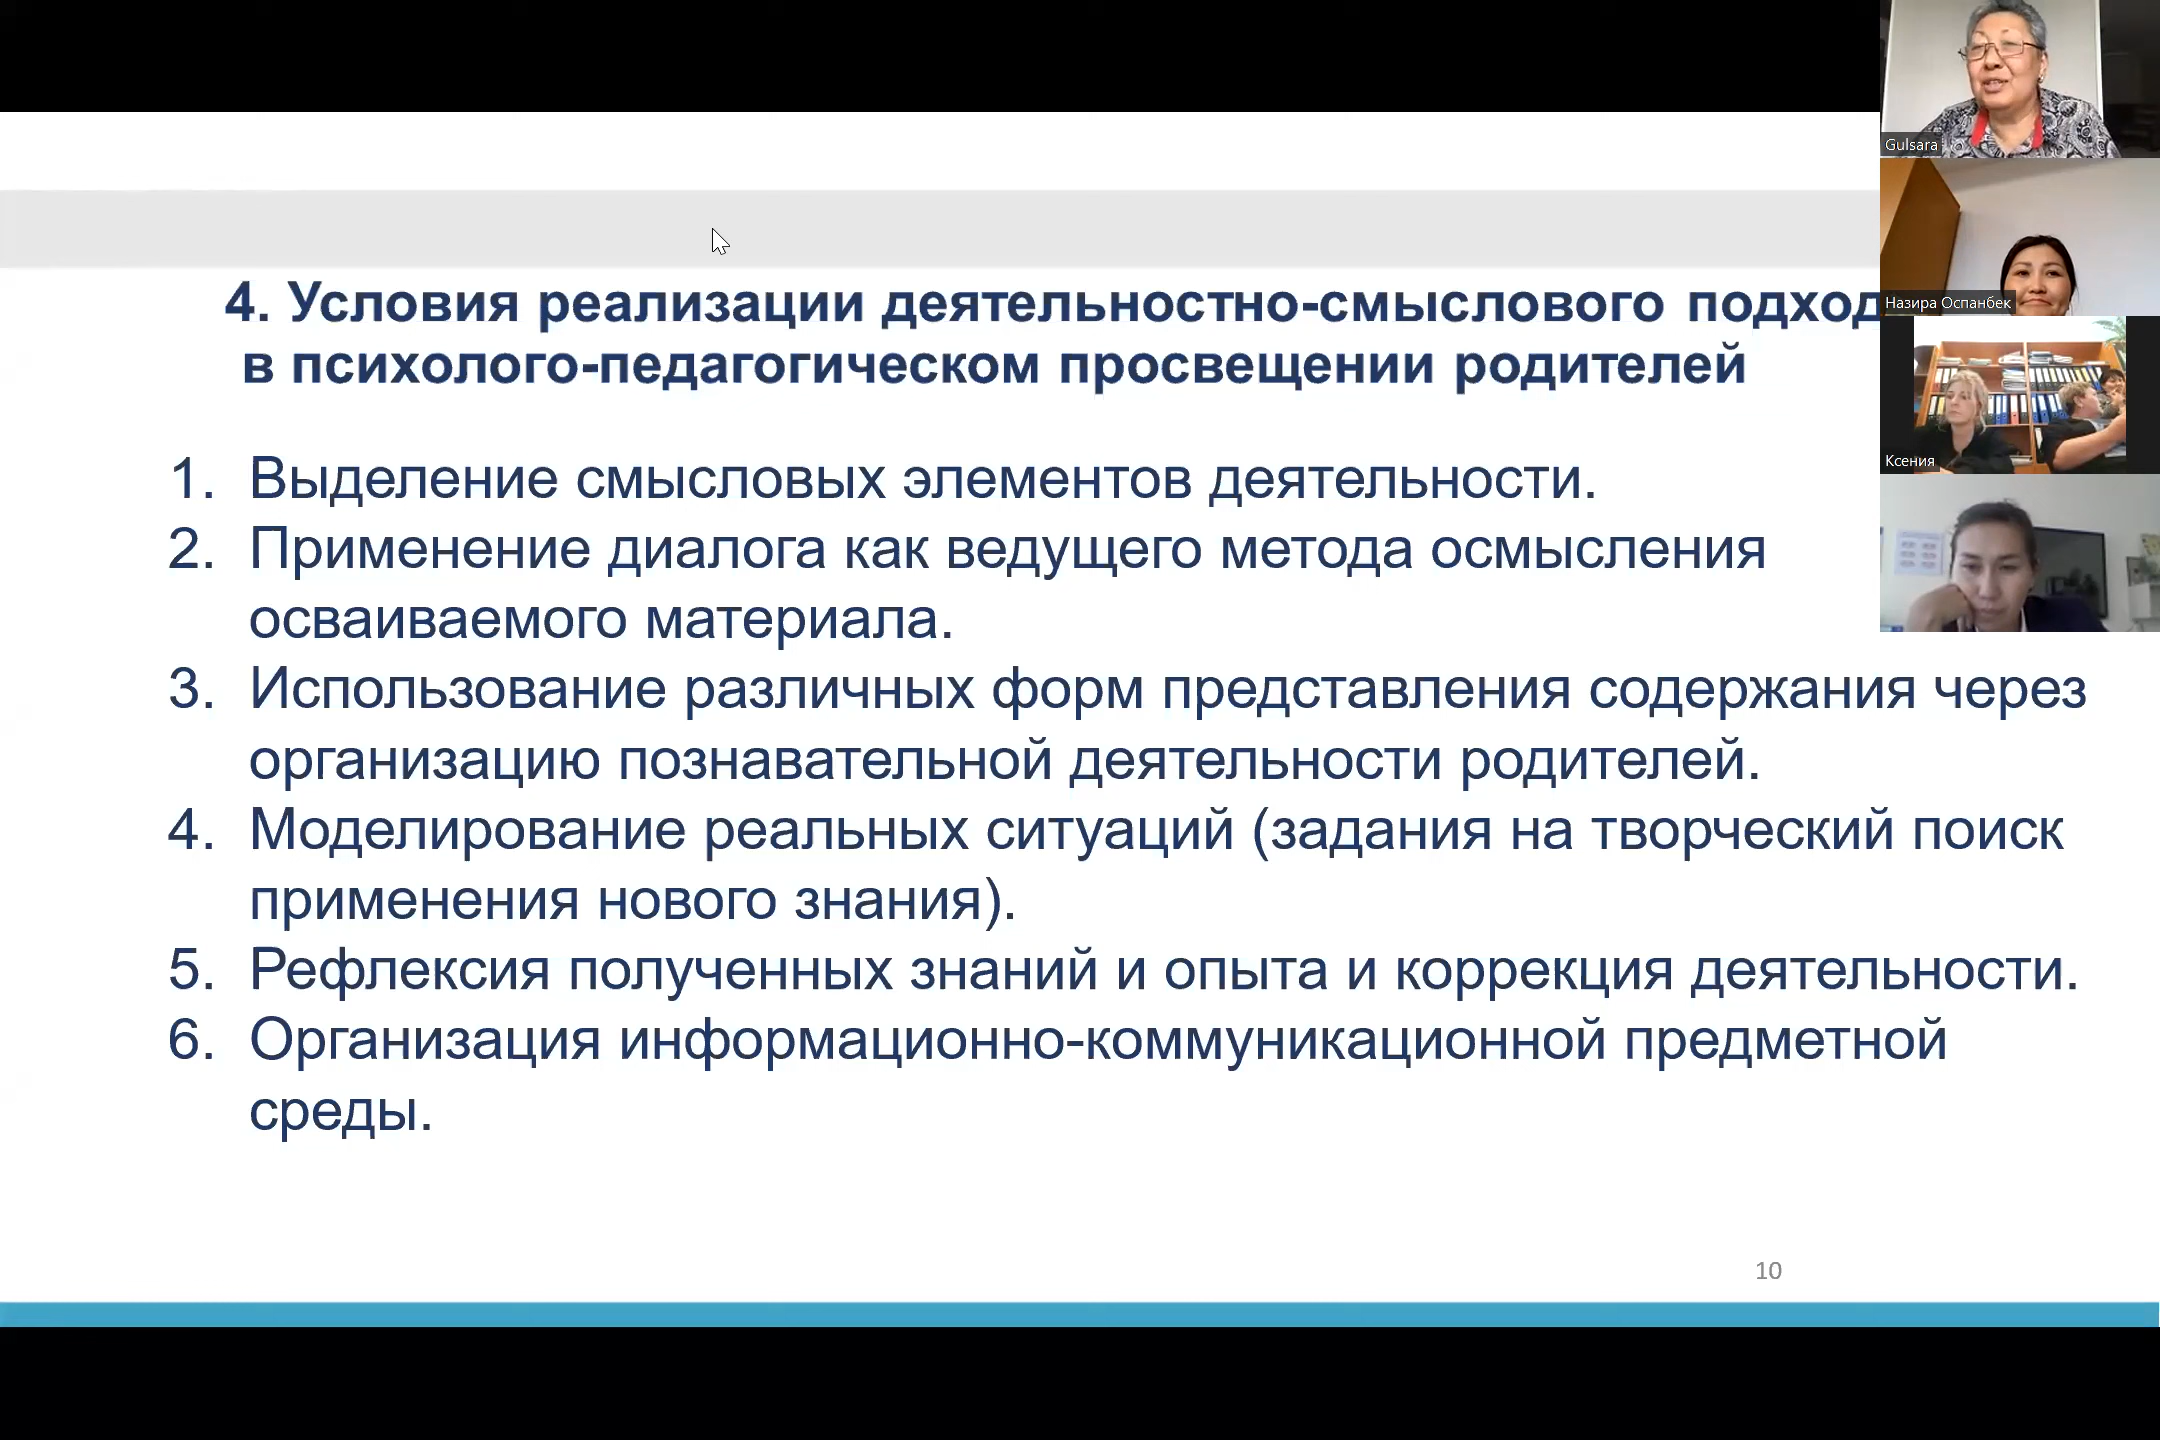 4. Условия реализации деятельностно-смыслового подход
в психолого-педагогическом просвещении родителей
1. Выделение смысловых элементов деятельности.
2. Применение диалога как ведущего метода осмысления
осваиваемого материала.
3. Использование различных форм представления содержания через
организацию познавательной деятельности родителей.
4. Моделирование реальных ситуаций (задания на творческий поиск
применения нового знания).
5. Рефлексия полученных знаний и опыта и коррекция деятельности.
6. Организация информационно-коммуникационной предметной
среды.
10
Gulsara
Назира Оспанбек
Ксения